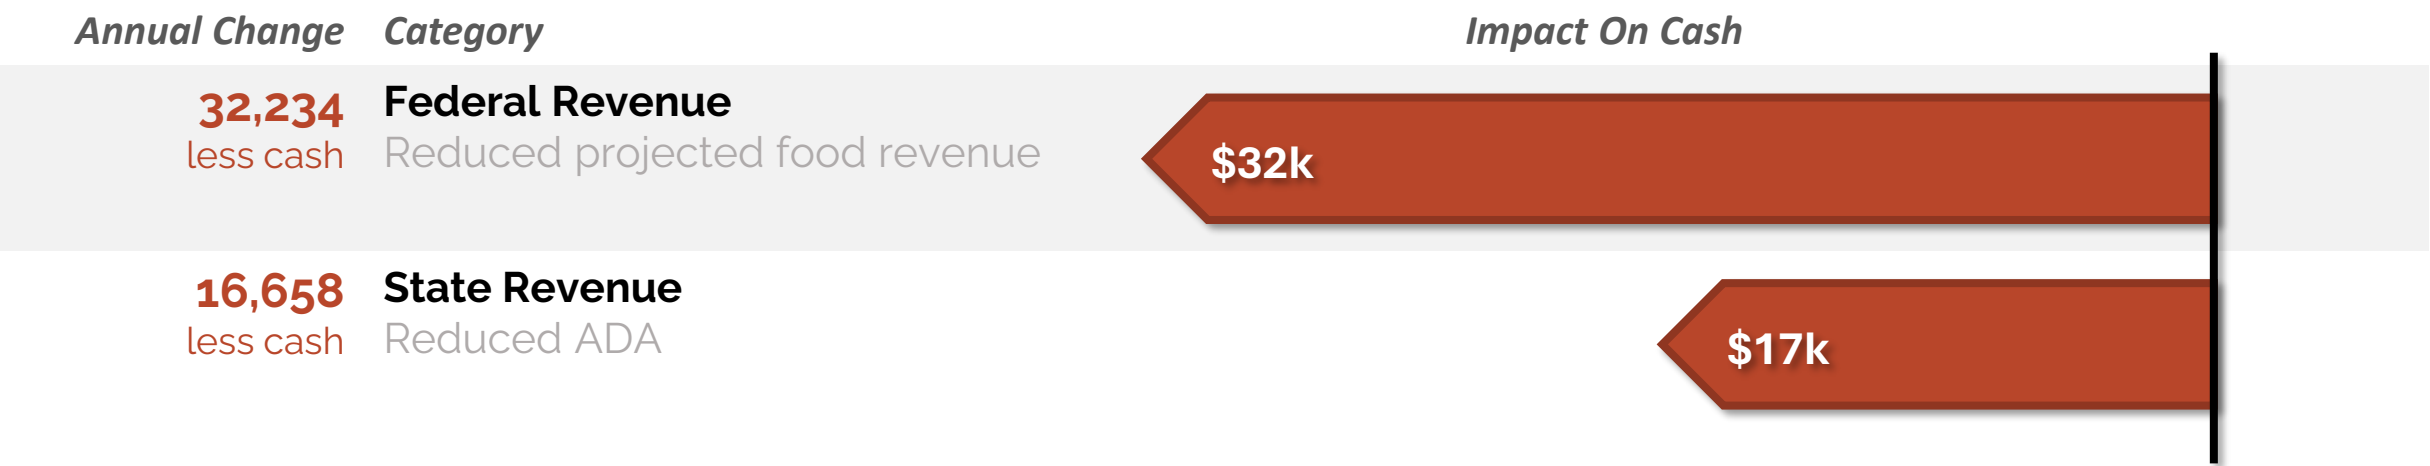 Annual Change Category Impact On Cash
32,234 Federal Revenue
less cash Reduced projected food revenue
$32k
16,658 State Revenue
less cash Reduced ADA
$17k